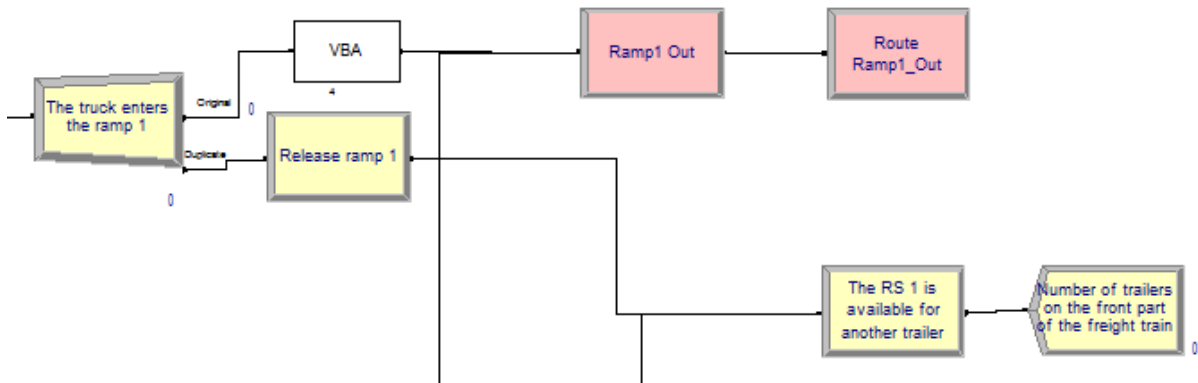 The truck enters
the ramp 1
Original
0
Duplicate
0
VBA
4
Release ramp 1
Ramp1 Out
Route
Ramp1_Out
The RS 1 is
available for
another trailer
Number of trailers
on the front part
of the freight train
0